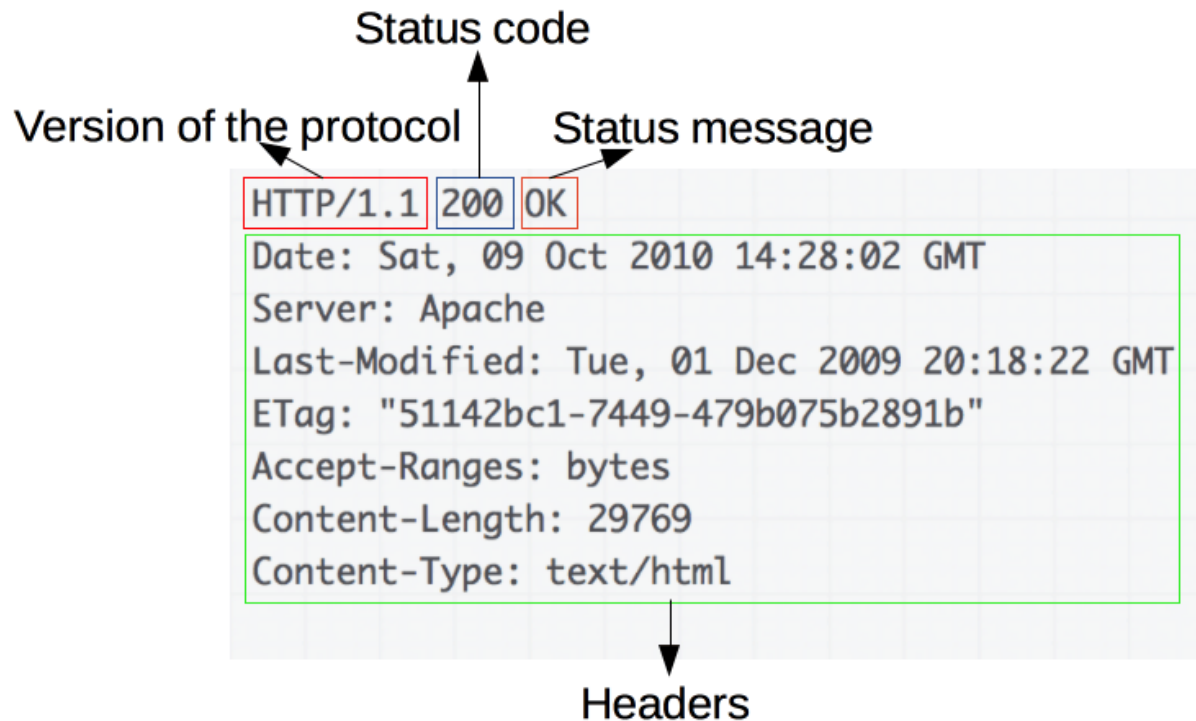 Status code
Version of the protocol
Status message
HTTP/1.1 200 OK
Date: Sat, 09 Oct 2010 14:28:02 GMT
Server: Apache
Last-Modified: Tue, 01 Dec 2009 20:18:22 GMT
ETag: "51142bc1-7449-479b075b2891b"
Accept-Ranges: bytes
Content-Length: 29769
Content-Type: text/html
Headers